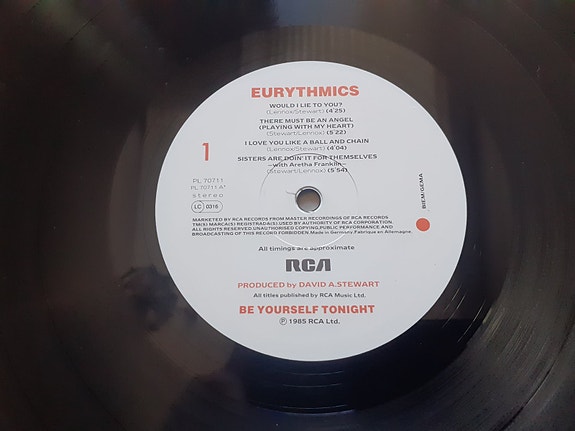 EURYTHMICS
WOULD I LIE TO YOU?
(Lennox/Stewart) (4'25)
THERE MUST BE AN ANGEL
(PLAYING WITH MY HEART)
(Stewart/Lennox) (5'22)
I LOVE YOU LIKE A BALL AND CHAIN
(Lennox/Stewart) (4'04)
SISTERS ARE DOIN' IT FOR THEMSELVES
—with Aretha Franklin—
(Stewart/Lennox) (5'54)
1
PL 70711
PL 70711 A*
stereo
LC 0316
BIEM/GEMA
MARKETED BY RCA RECORDS FROM MASTER RECORDINGS OF RCA RECORDS
TM(S) MARCA(S) REGISTRADA(S). USED BY AUTHORITY OF RCA CORPORATION.
ALL RIGHTS RESERVED. UNAUTHORISED COPYING, PUBLIC PERFORMANCE AND
BROADCASTING OF THIS RECORD FORBIDDEN. Made in Germany. Fabriqué en Allemagne.
All timings are approximate
RCA
PRODUCED by DAVID A. STEWART
All titles published by RCA Music Ltd.
BE YOURSELF TONIGHT
℗ 1985 RCA Ltd.